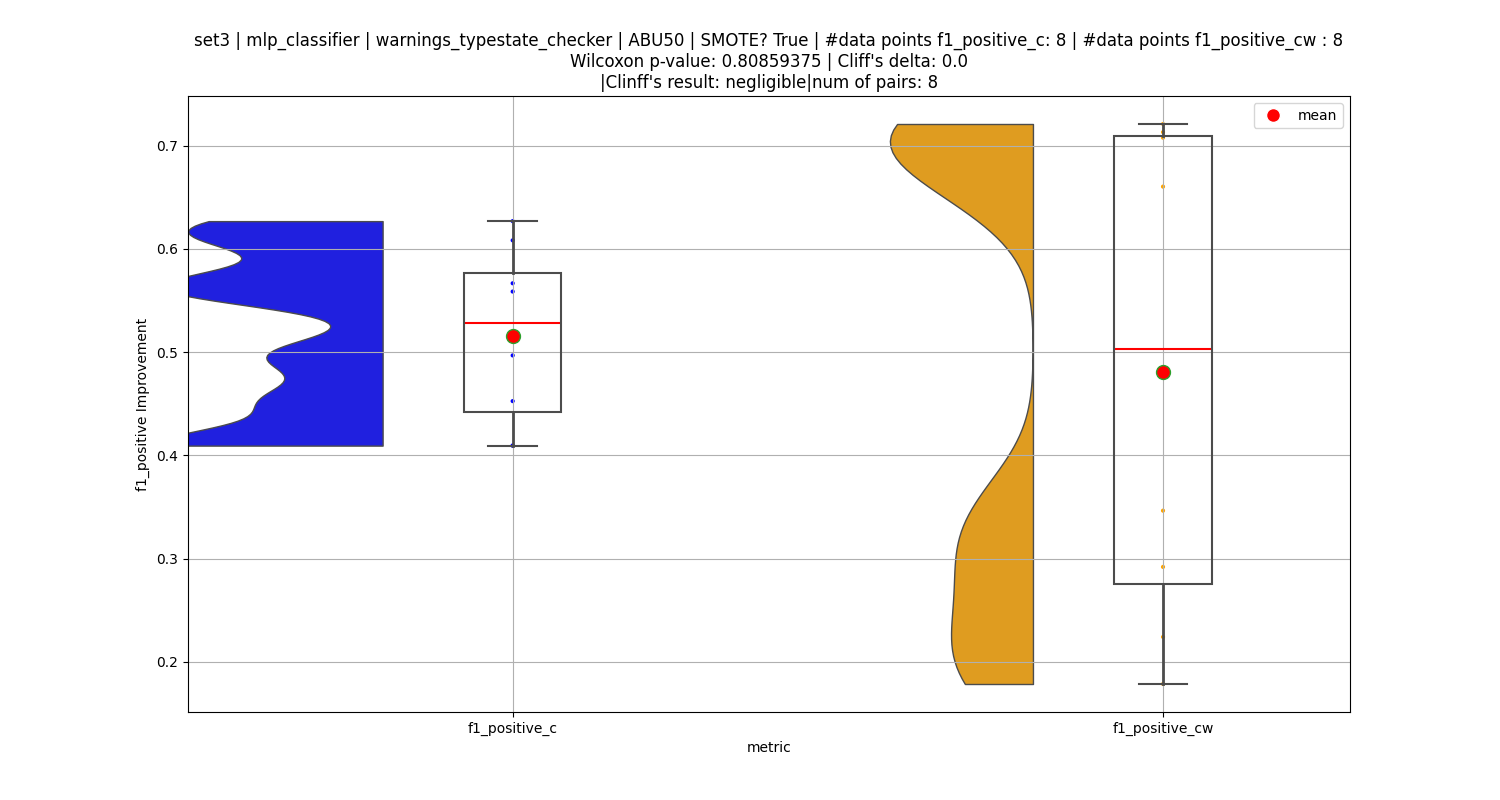 set3 | mlp_classifier | warnings_typestate_checker | ABU50 | SMOTE? True | #data points f1_positive_c: 8 | #data points f1_positive_cw : 8
Wilcoxon p-value: 0.80859375 | Cliff's delta: 0.0
|Clinff's result: negligible|num of pairs: 8
mean
0.7
0.6
0.5
0.4
0.3
0.2
f1_positive Improvement
f1_positive_c
f1_positive_cw
metric